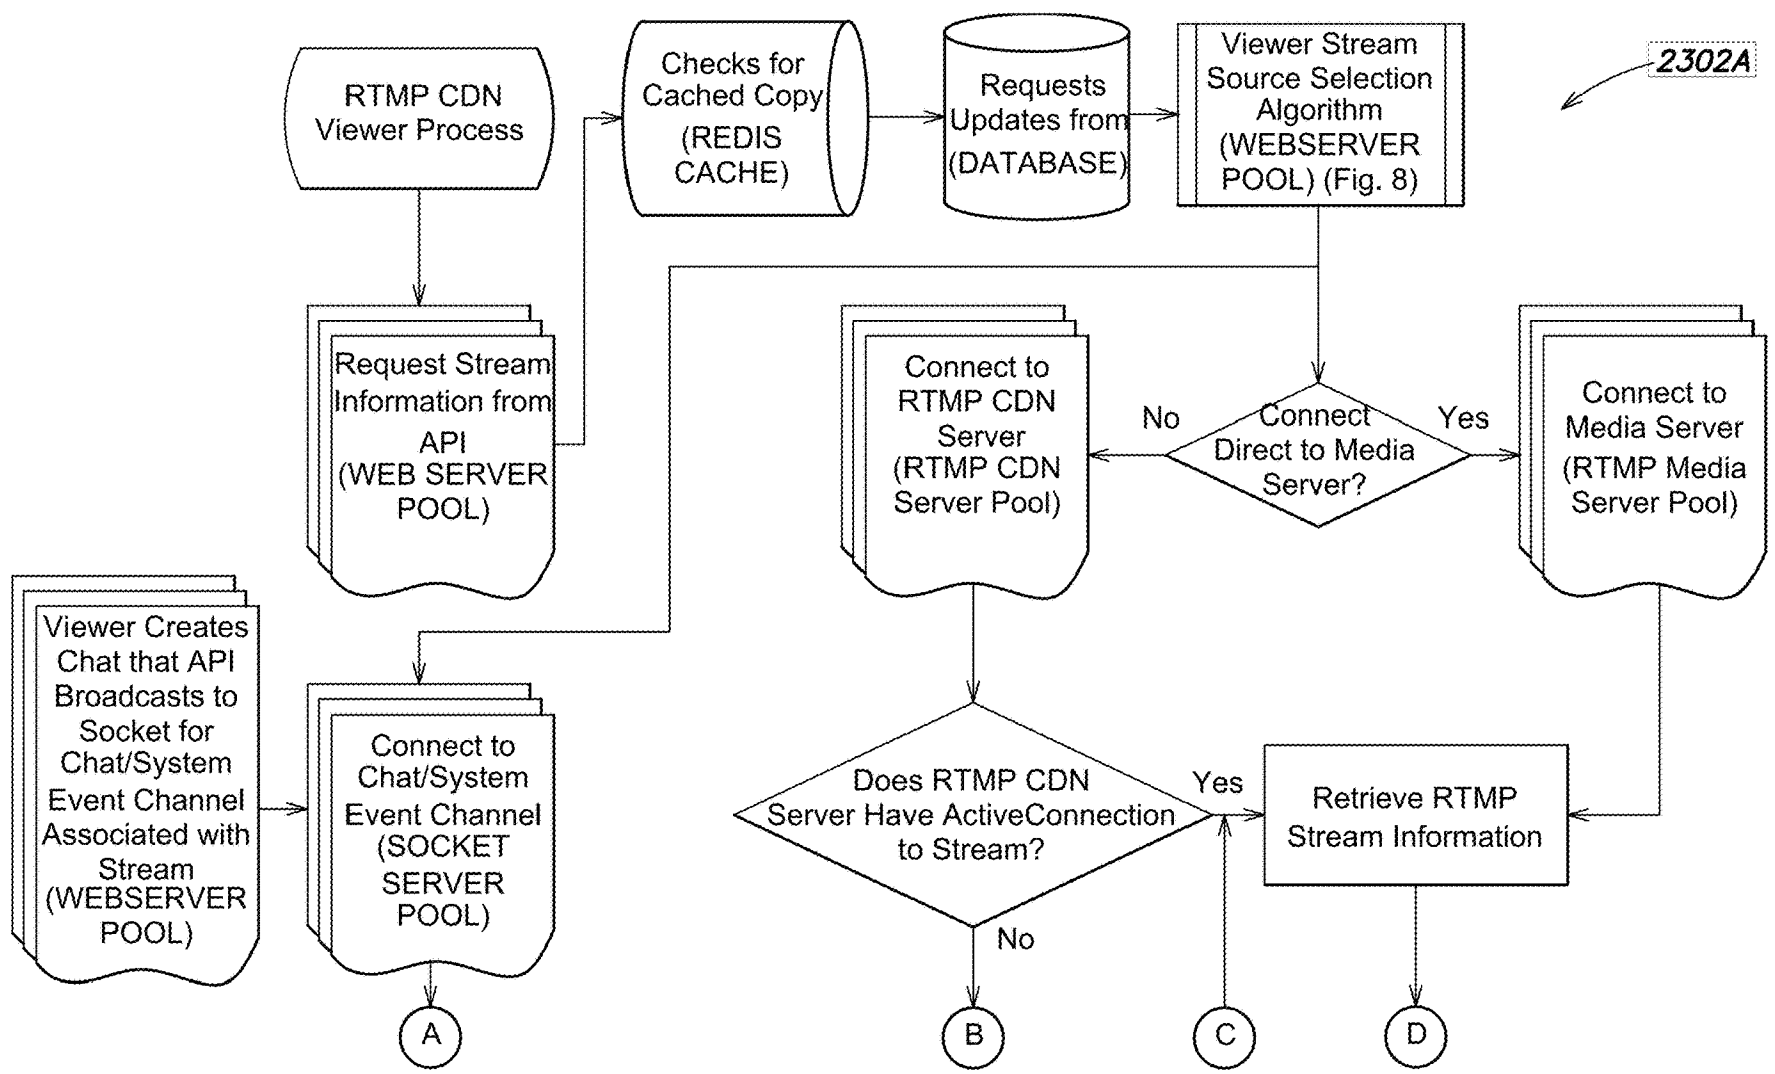 RTMP CDN
Viewer Process
Checks for
Cached Copy
(REDIS
CACHE)
Requests
Updates from
(DATABASE)
Viewer Stream
Source Selection
Algorithm
(WEBSERVER
POOL) (Fig. 8)
2302A
Request Stream
Information from
API
(WEB SERVER
POOL)
Connect to
RTMP CDN
Server
(RTMP CDN
Server Pool)
No
Connect
Direct to Media
Server?
Yes
Connect to
Media Server
(RTMP Media
Server Pool)
Viewer Creates
Chat that API
Broadcasts to
Socket for
Chat/System
Event Channel
Associated with
Stream
(WEBSERVER
POOL)
Connect to
Chat/System
Event Channel
(SOCKET
SERVER
POOL)
Does RTMP CDN
Server Have ActiveConnection
to Stream?
Yes
No
Retrieve RTMP
Stream Information
A
B
C
D